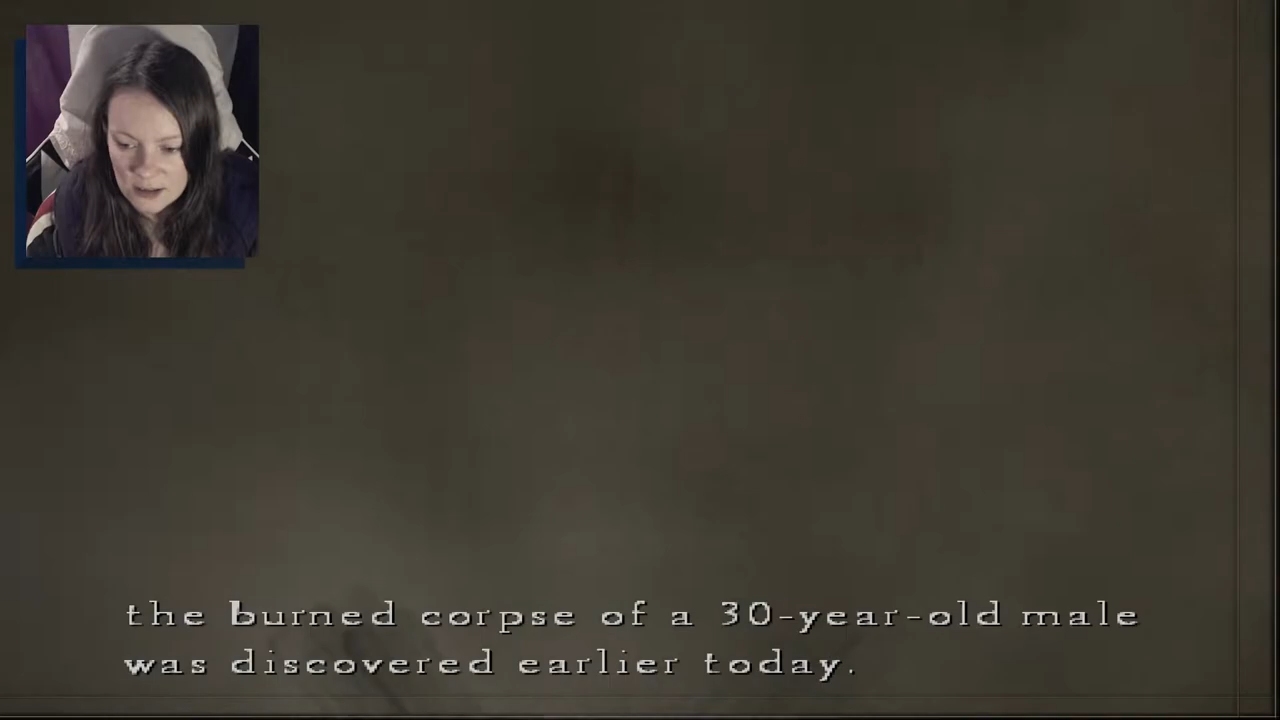 the burned corpse of a 30-year-old male
was discovered earlier today.